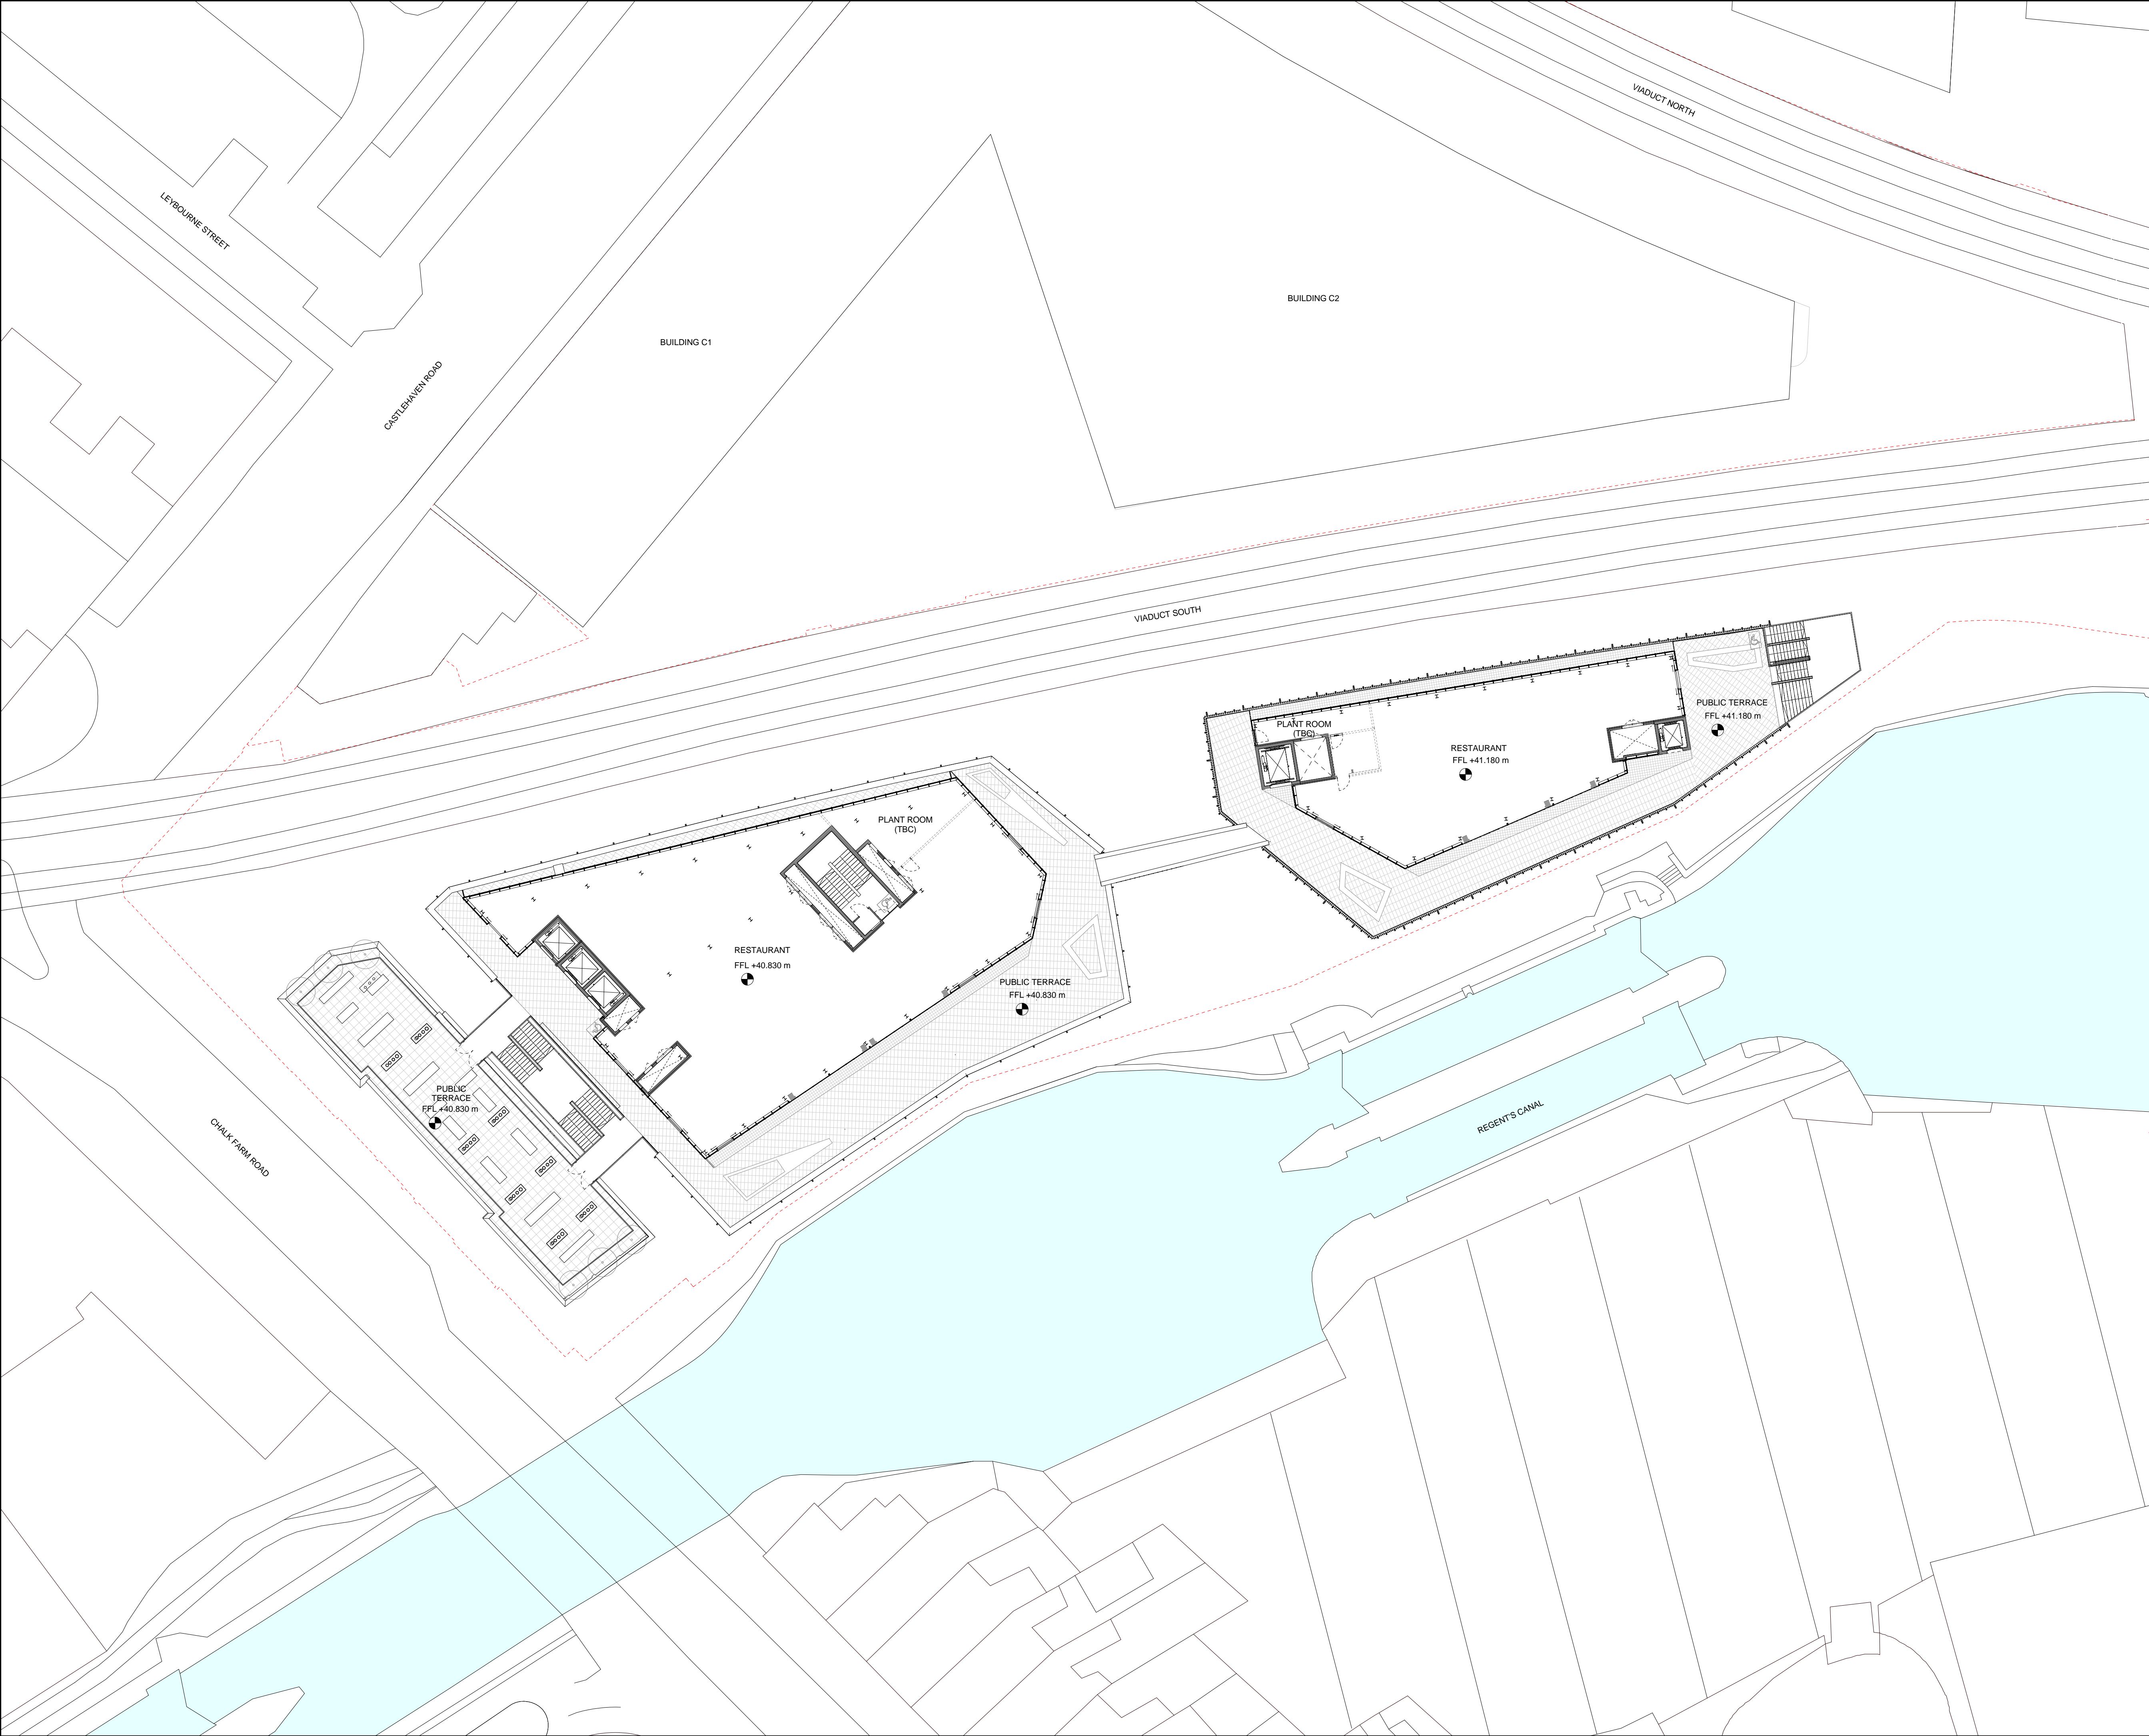 VIADUCT NORTH
LEYBOURNE STREET
BUILDING C2
BUILDING C1
CASTLEHAVEN ROAD
VIADUCT SOUTH
PUBLIC TERRACE
FFL +41.180 m
PLANT ROOM
(TBC)
RESTAURANT
FFL +41.180 m
PLANT ROOM
(TBC)
RESTAURANT
FFL +40.830 m
PUBLIC TERRACE
FFL +40.830 m
PUBLIC
TERRACE
FFL +40.830 m
CHALK FARM ROAD
REGENT'S CANAL